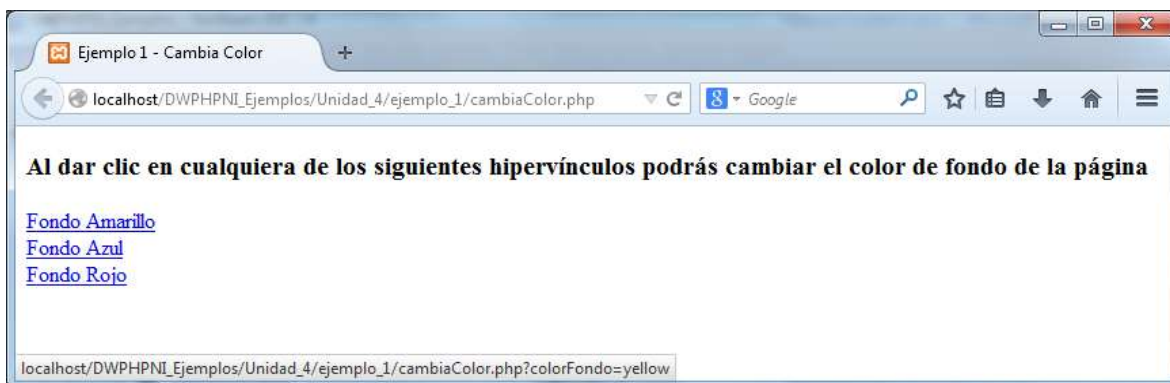 Ejemplo 1 - Cambia Color
localhost/DWPHPNI_Ejemplos/Unidad_4/ejemplo_1/cambiaColor.php
Google
Al dar clic en cualquiera de los siguientes hipervínculos podrás cambiar el color de fondo de la página
Fondo Amarillo
Fondo Azul
Fondo Rojo
localhost/DWPHPNI_Ejemplos/Unidad_4/ejemplo_1/cambiaColor.php?colorFondo=yellow